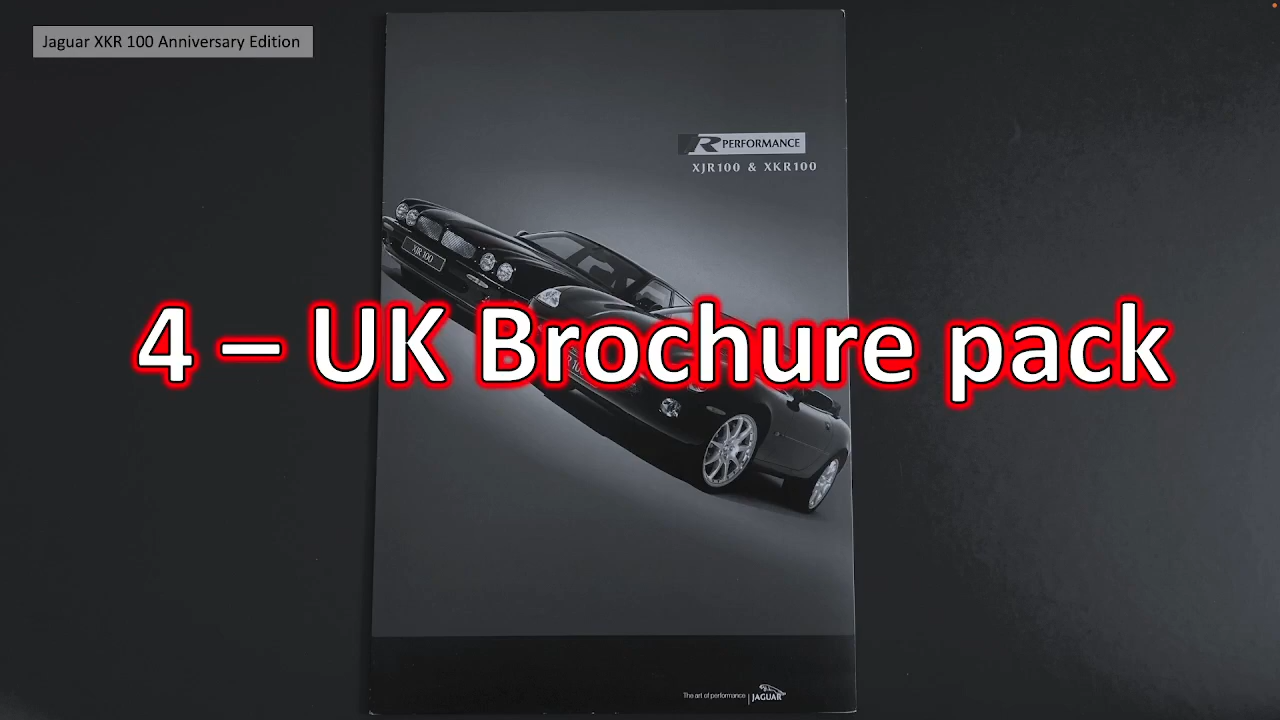 Jaguar XKR 100 Anniversary Edition
R PERFORMANCE
XJR100 & XKR100
XJR 100
4 – UK Brochure pack
The art of performance JAGUAR